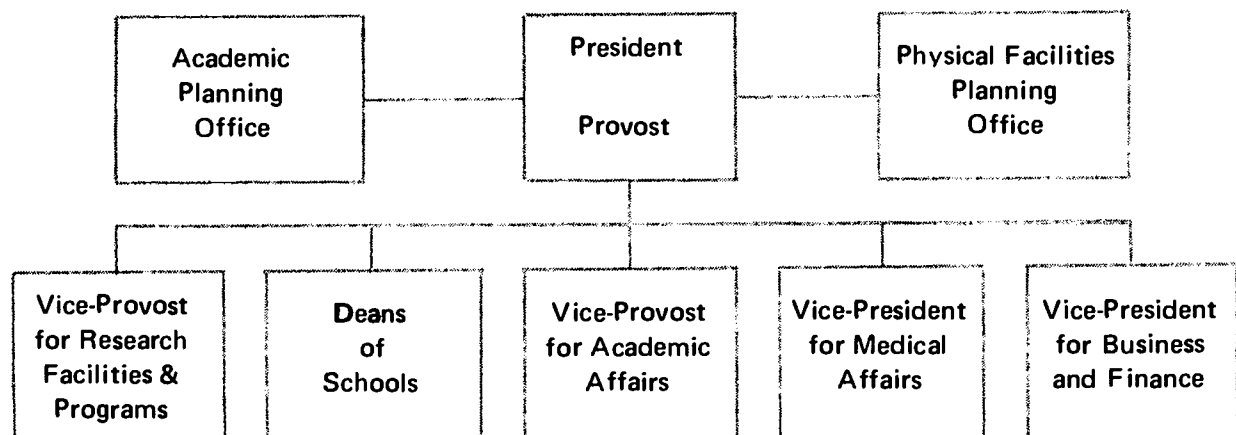 Academic
Planning
Office
President
Provost
Physical Facilities
Planning
Office
Vice-Provost
for Research
Facilities &
Programs
Deans
of
Schools
Vice-Provost
for Academic
Affairs
Vice-President
for Medical
Affairs
Vice-President
for Business
and Finance